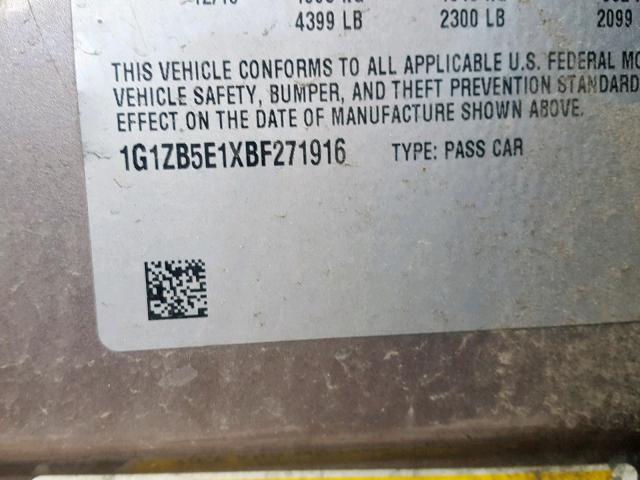 4399 LB 2300 LB 2099
THIS VEHICLE CONFORMS TO ALL APPLICABLE U.S. FEDERAL MO
VEHICLE SAFETY, BUMPER, AND THEFT PREVENTION STANDARD
EFFECT ON THE DATE OF MANUFACTURE SHOWN ABOVE.
1G1ZB5E1XBF271916 TYPE: PASS CAR